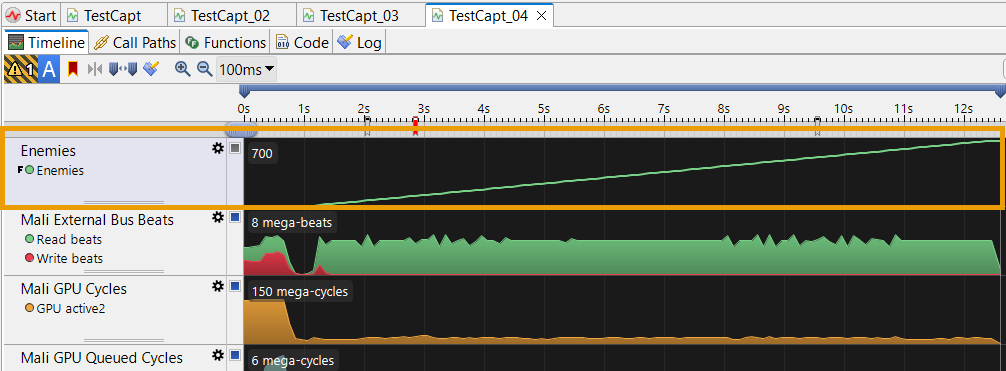 Start TestCapt TestCapt_02 TestCapt_03 TestCapt_04
Timeline Call Paths Functions Code Log
1 A 100ms
0s 1s 2s 3s 4s 5s 6s 7s 8s 9s 10s 11s 12s
Enemies 700
F Enemies
Mali External Bus Beats 8 mega-beats
Read beats
Write beats
Mali GPU Cycles 150 mega-cycles
GPU active2
Mali GPU Queued Cycles 6 mega-cycles